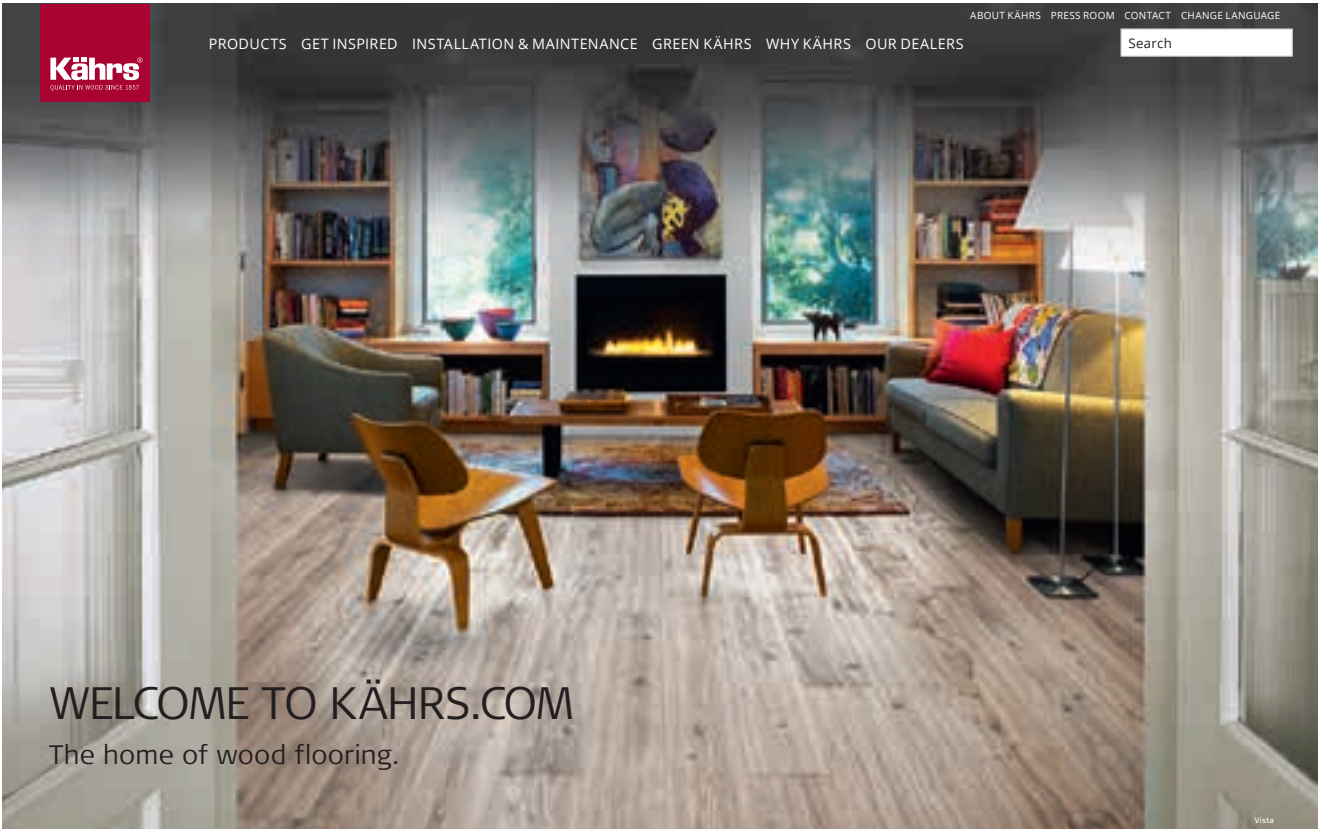 ABOUT KÄHRS PRESS ROOM CONTACT CHANGE LANGUAGE
PRODUCTS GET INSPIRED INSTALLATION & MAINTENANCE GREEN KÄHRS WHY KÄHRS OUR DEALERS
Search
Kährs®
QUALITY IN WOOD SINCE 1857
WELCOME TO KÄHRS.COM
The home of wood flooring.
Vista